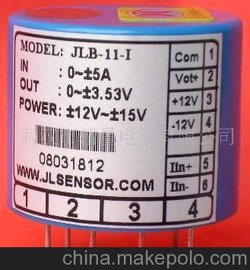 MODEL: JLB-11-I
IN : 0~±5A
OUT : 0~±3.53V
POWER: ±12V~±15V
08031812
WWW.JLSENSOR.COM
Com 1
Vot+ 2
+12V 3
-12V 4
IIn+ 5
IIn- 6
1 2 3 4
china.makepolo.com